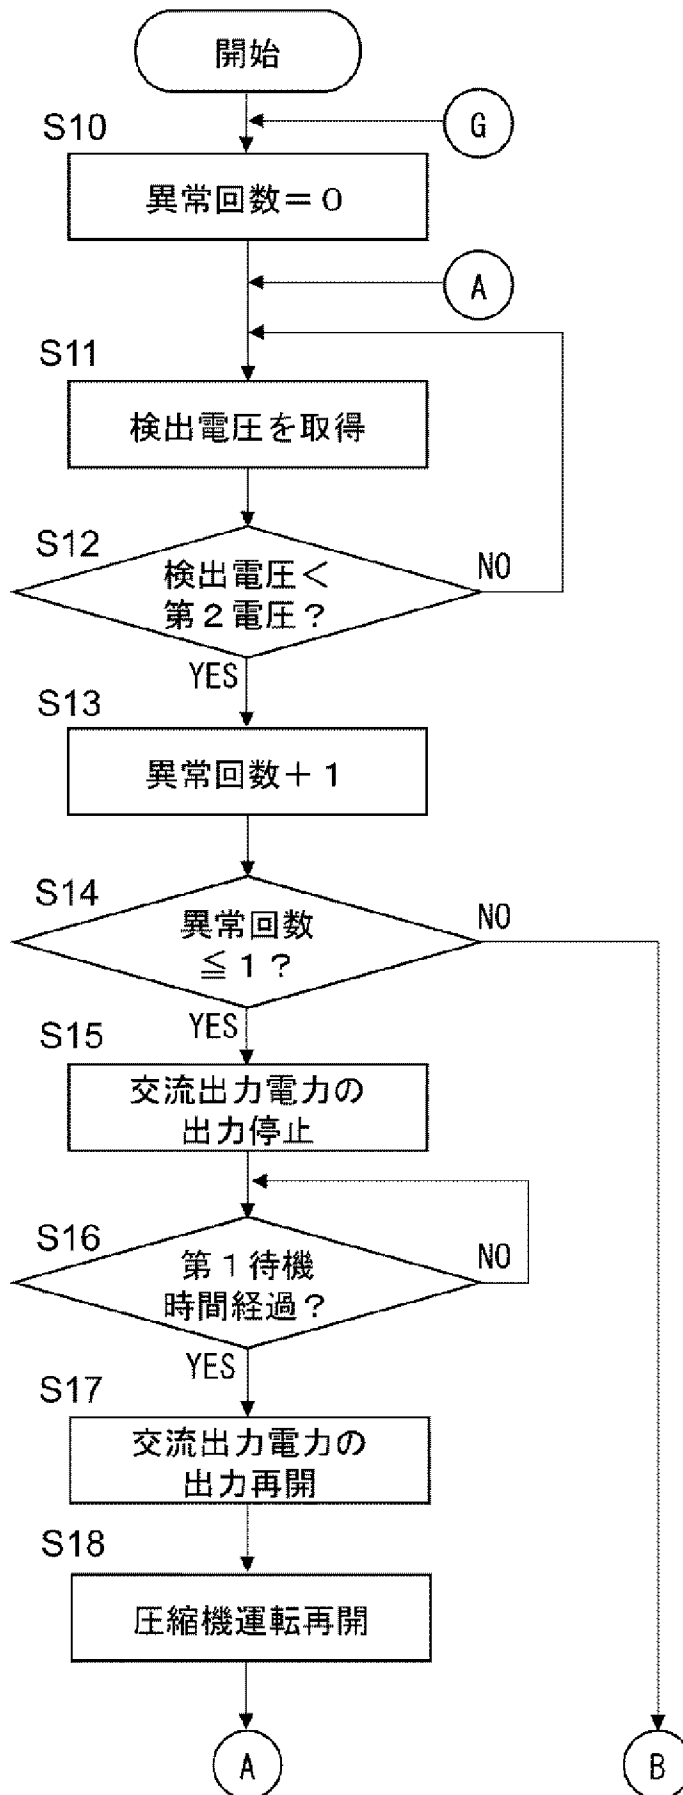 開始
G
S10
異常回数＝０
A
S11
検出電圧を取得
S12
検出電圧＜
第２電圧？
NO
YES
S13
異常回数＋１
S14
異常回数
≦１？
NO
YES
S15
交流出力電力の
出力停止
S16
第１待機
時間経過？
NO
YES
S17
交流出力電力の
出力再開
S18
圧縮機運転再開
A
B